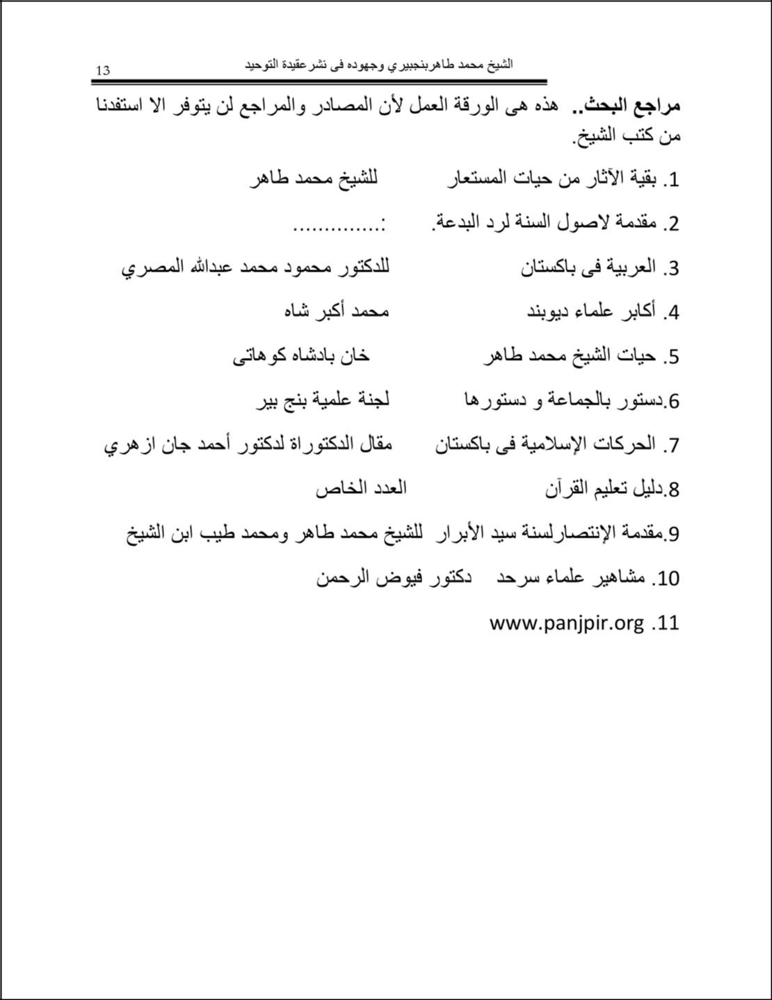 الشيخ محمد طاهربنجبيري وجهوده فى نشرعقيدة التوحيد
13
مراجع البحث.. هذه هى الورقة العمل لأن المصادر والمراجع لن يتوفر الا استفدنا
من كتب الشيخ.
1. بقية الآثار من حيات المستعار للشيخ محمد طاهر
2. مقدمة لاصول السنة لرد البدعة. :..............
3. العربية فى باكستان للدكتور محمود محمد عبدالله المصري
4. أكابر علماء ديوبند محمد أكبر شاه
5. حيات الشيخ محمد طاهر خان بادشاه كوهاتى
6.دستور بالجماعة و دستورها لجنة علمية بنج بير
7. الحركات الإسلامية فى باكستان مقال الدكتوراة لدكتور أحمد جان ازهري
8.دليل تعليم القرآن العدد الخاص
9.مقدمة الإنتصارلسنة سيد الأبرار للشيخ محمد طاهر ومحمد طيب ابن الشيخ
10. مشاهير علماء سرحد دكتور فيوض الرحمن
11. www.panjpir.org